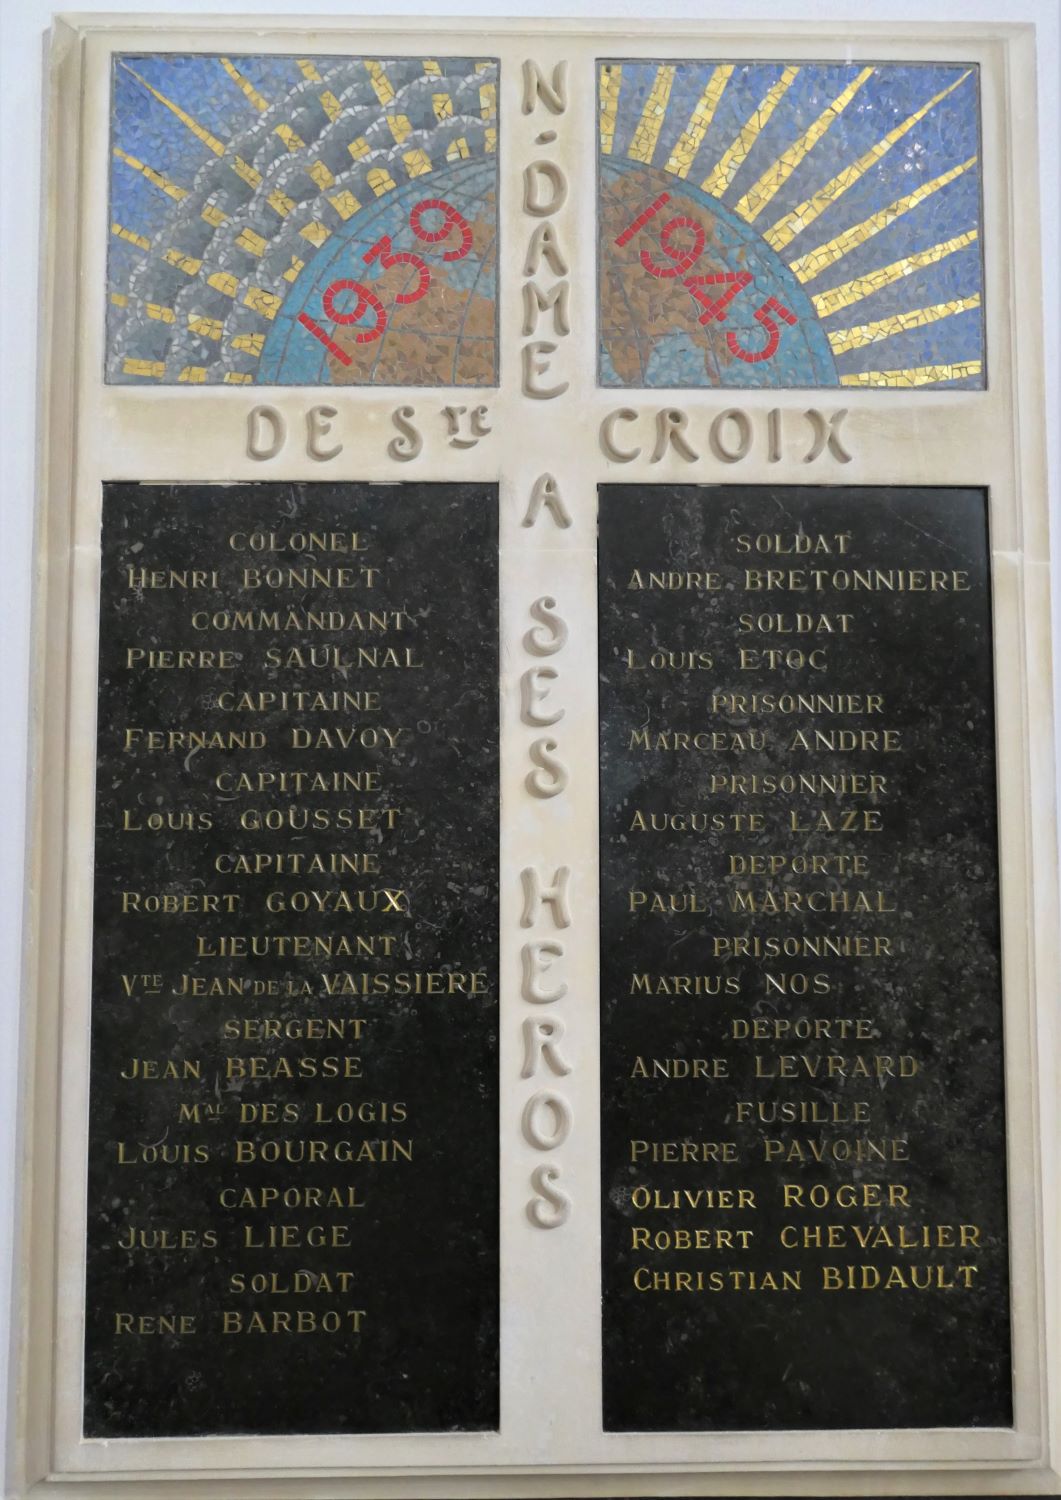 1939
1945
N.DAME
DE STE CROIX
A
SES
HEROS
COLONEL
HENRI BONNET
COMMANDANT
PIERRE SAULNAL
CAPITAINE
FERNAND DAVOY
CAPITAINE
LOUIS GOUSSET
CAPITAINE
ROBERT GOYAUX
LIEUTENANT
VTE JEAN DE LA VAISSIERE
SERGENT
JEAN BEASSE
MAL DES LOGIS
LOUIS BOURGAIN
CAPORAL
JULES LIEGE
SOLDAT
RENE BARBOT
SOLDAT
ANDRE BRETONNIERE
SOLDAT
LOUIS ETOC
PRISONNIER
MARCEAU ANDRE
PRISONNIER
AUGUSTE LAZE
DEPORTE
PAUL MARCHAL
PRISONNIER
MARIUS NOS
DEPORTE
ANDRE LEVRARD
FUSILLE
PIERRE PAVOINE
OLIVIER ROGER
ROBERT CHEVALIER
CHRISTIAN BIDAULT